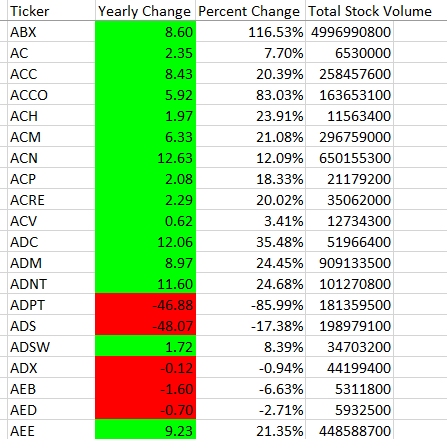 Ticker Yearly Change Percent Change Total Stock Volume
ABX 8.60 116.53% 4996990800
AC 2.35 7.70% 6530000
ACC 8.43 20.39% 258457600
ACCO 5.92 83.03% 163653100
ACH 1.97 23.91% 11563400
ACM 6.33 21.08% 296759000
ACN 12.63 12.09% 650155300
ACP 2.08 18.33% 21179200
ACRE 2.29 20.02% 35062000
ACV 0.62 3.41% 12734300
ADC 12.06 35.48% 51966400
ADM 8.97 24.45% 909133500
ADNT 11.60 24.68% 101270800
ADPT -46.88 -85.99% 181359500
ADS -48.07 -17.38% 198979100
ADSW 1.72 8.39% 34703200
ADX -0.12 -0.94% 44199400
AEB -1.60 -6.63% 5311800
AED -0.70 -2.71% 5932500
AEE 9.23 21.35% 448588700